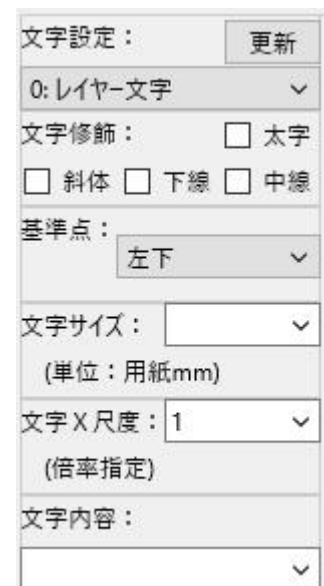 文字設定： 更新
0: レイヤー文字
文字修飾： 太字
斜体 下線 中線
基準点：
左下
文字サイズ：
(単位：用紙mm)
文字X尺度： 1
(倍率指定)
文字内容：